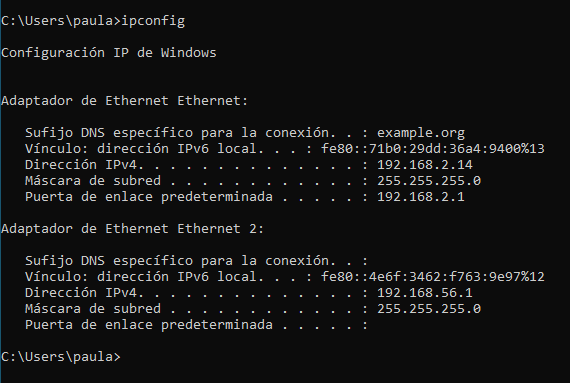 C:\Users\paula>ipconfig
Configuración IP de Windows
Adaptador de Ethernet Ethernet:
Sufijo DNS específico para la conexión. . : example.org
Vínculo: dirección IPv6 local. . . : fe80::71b0:29dd:36a4:9400%13
Dirección IPv4. . . . . . . . . . . . . . : 192.168.2.14
Máscara de subred . . . . . . . . . . . . : 255.255.255.0
Puerta de enlace predeterminada . . . . . : 192.168.2.1
Adaptador de Ethernet Ethernet 2:
Sufijo DNS específico para la conexión. . :
Vínculo: dirección IPv6 local. . . : fe80::4e6f:3462:f763:9e97%12
Dirección IPv4. . . . . . . . . . . . . . : 192.168.56.1
Máscara de subred . . . . . . . . . . . . : 255.255.255.0
Puerta de enlace predeterminada . . . . . :
C:\Users\paula>